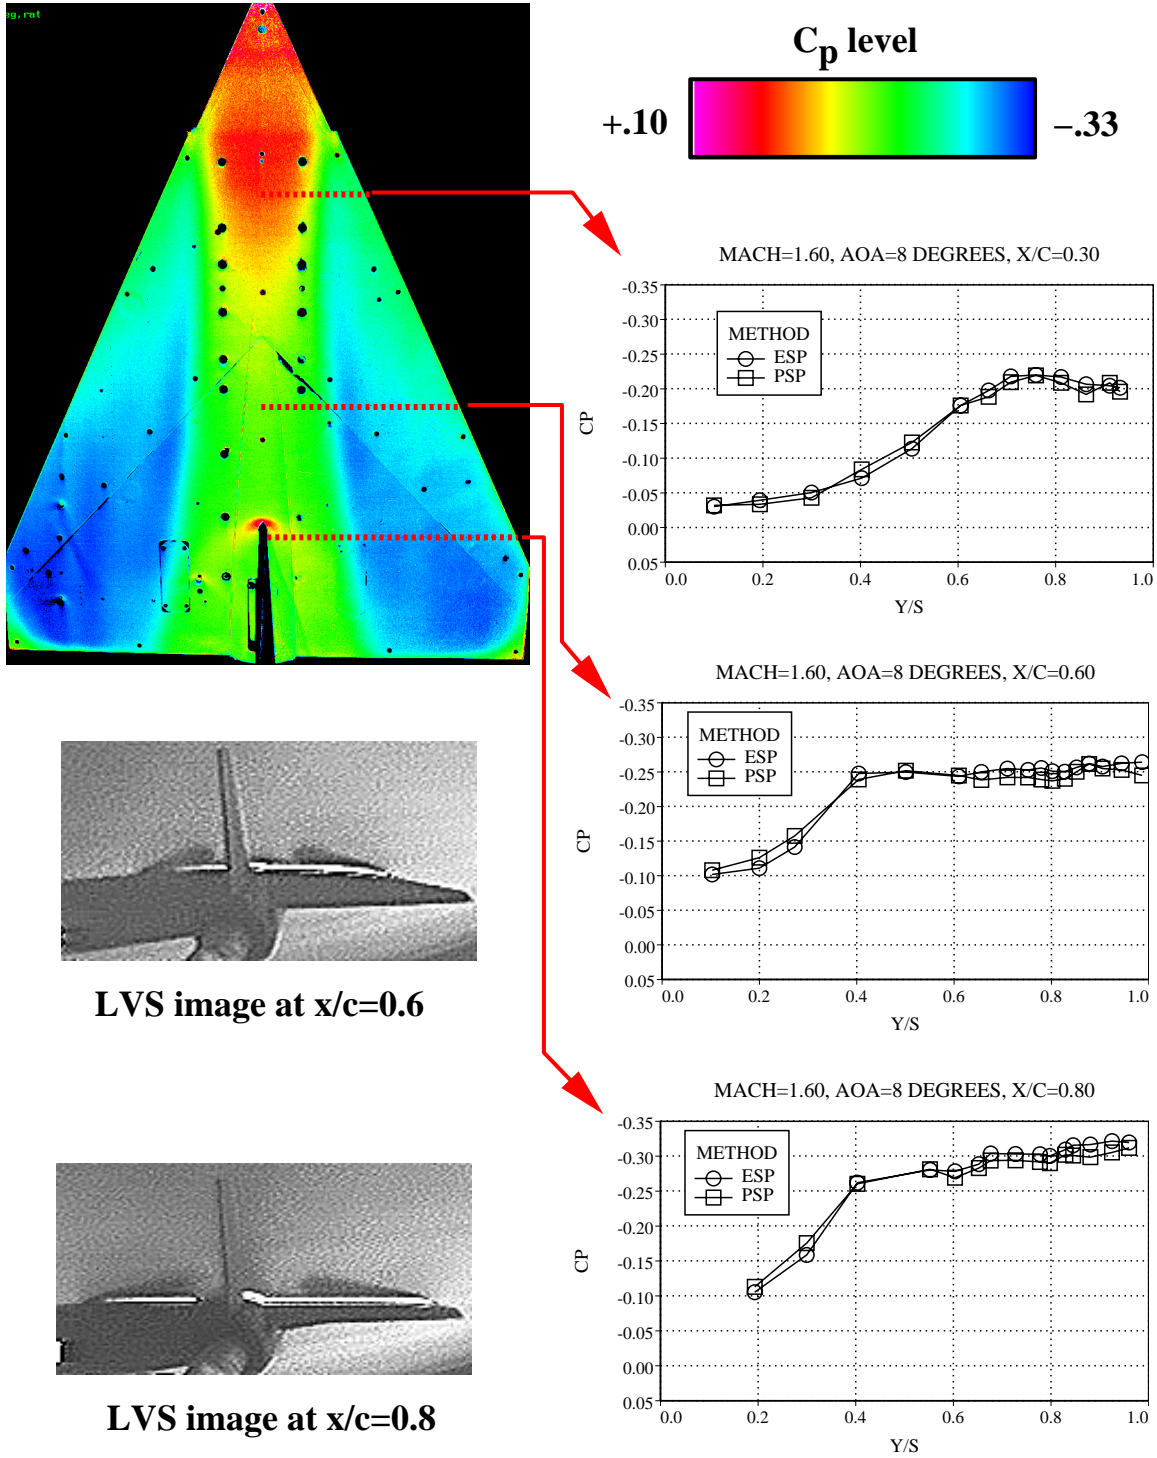 ag,rat
Cp level
+.10
−.33
MACH=1.60, AOA=8 DEGREES, X/C=0.30
-0.35
-0.30
-0.25
-0.20
-0.15
-0.10
-0.05
0.00
0.05
CP
METHOD
ESP
PSP
0.0 0.2 0.4 0.6 0.8 1.0
Y/S
MACH=1.60, AOA=8 DEGREES, X/C=0.60
-0.35
-0.30
-0.25
-0.20
-0.15
-0.10
-0.05
0.00
0.05
CP
METHOD
ESP
PSP
0.0 0.2 0.4 0.6 0.8 1.0
Y/S
LVS image at x/c=0.6
MACH=1.60, AOA=8 DEGREES, X/C=0.80
-0.35
-0.30
-0.25
-0.20
-0.15
-0.10
-0.05
0.00
0.05
CP
METHOD
ESP
PSP
0.0 0.2 0.4 0.6 0.8 1.0
Y/S
LVS image at x/c=0.8